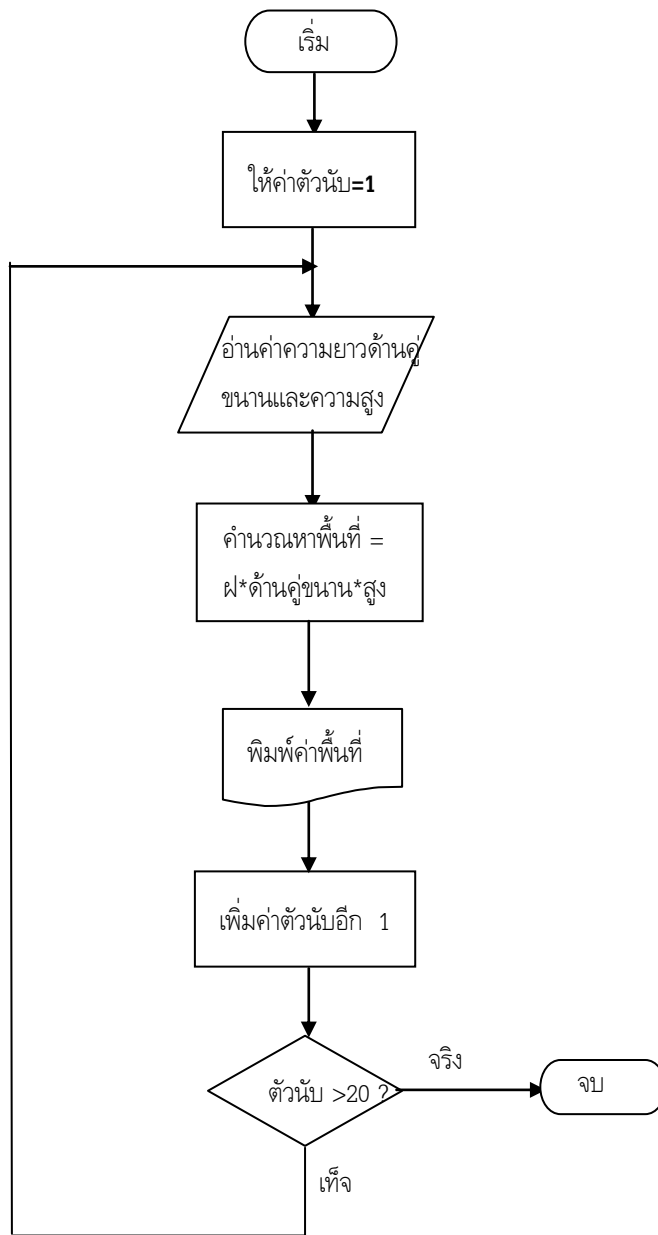 เริ่ม
ให้ค่าตัวนับ=1
อ่านค่าความยาวด้านคู่
ขนานและความสูง
คำนวณหาพื้นที่ =
ฝ*ด้านคู่ขนาน*สูง
พิมพ์ค่าพื้นที่
เพิ่มค่าตัวนับอีก 1
ตัวนับ >20 ?
จริง
จบ
เท็จ